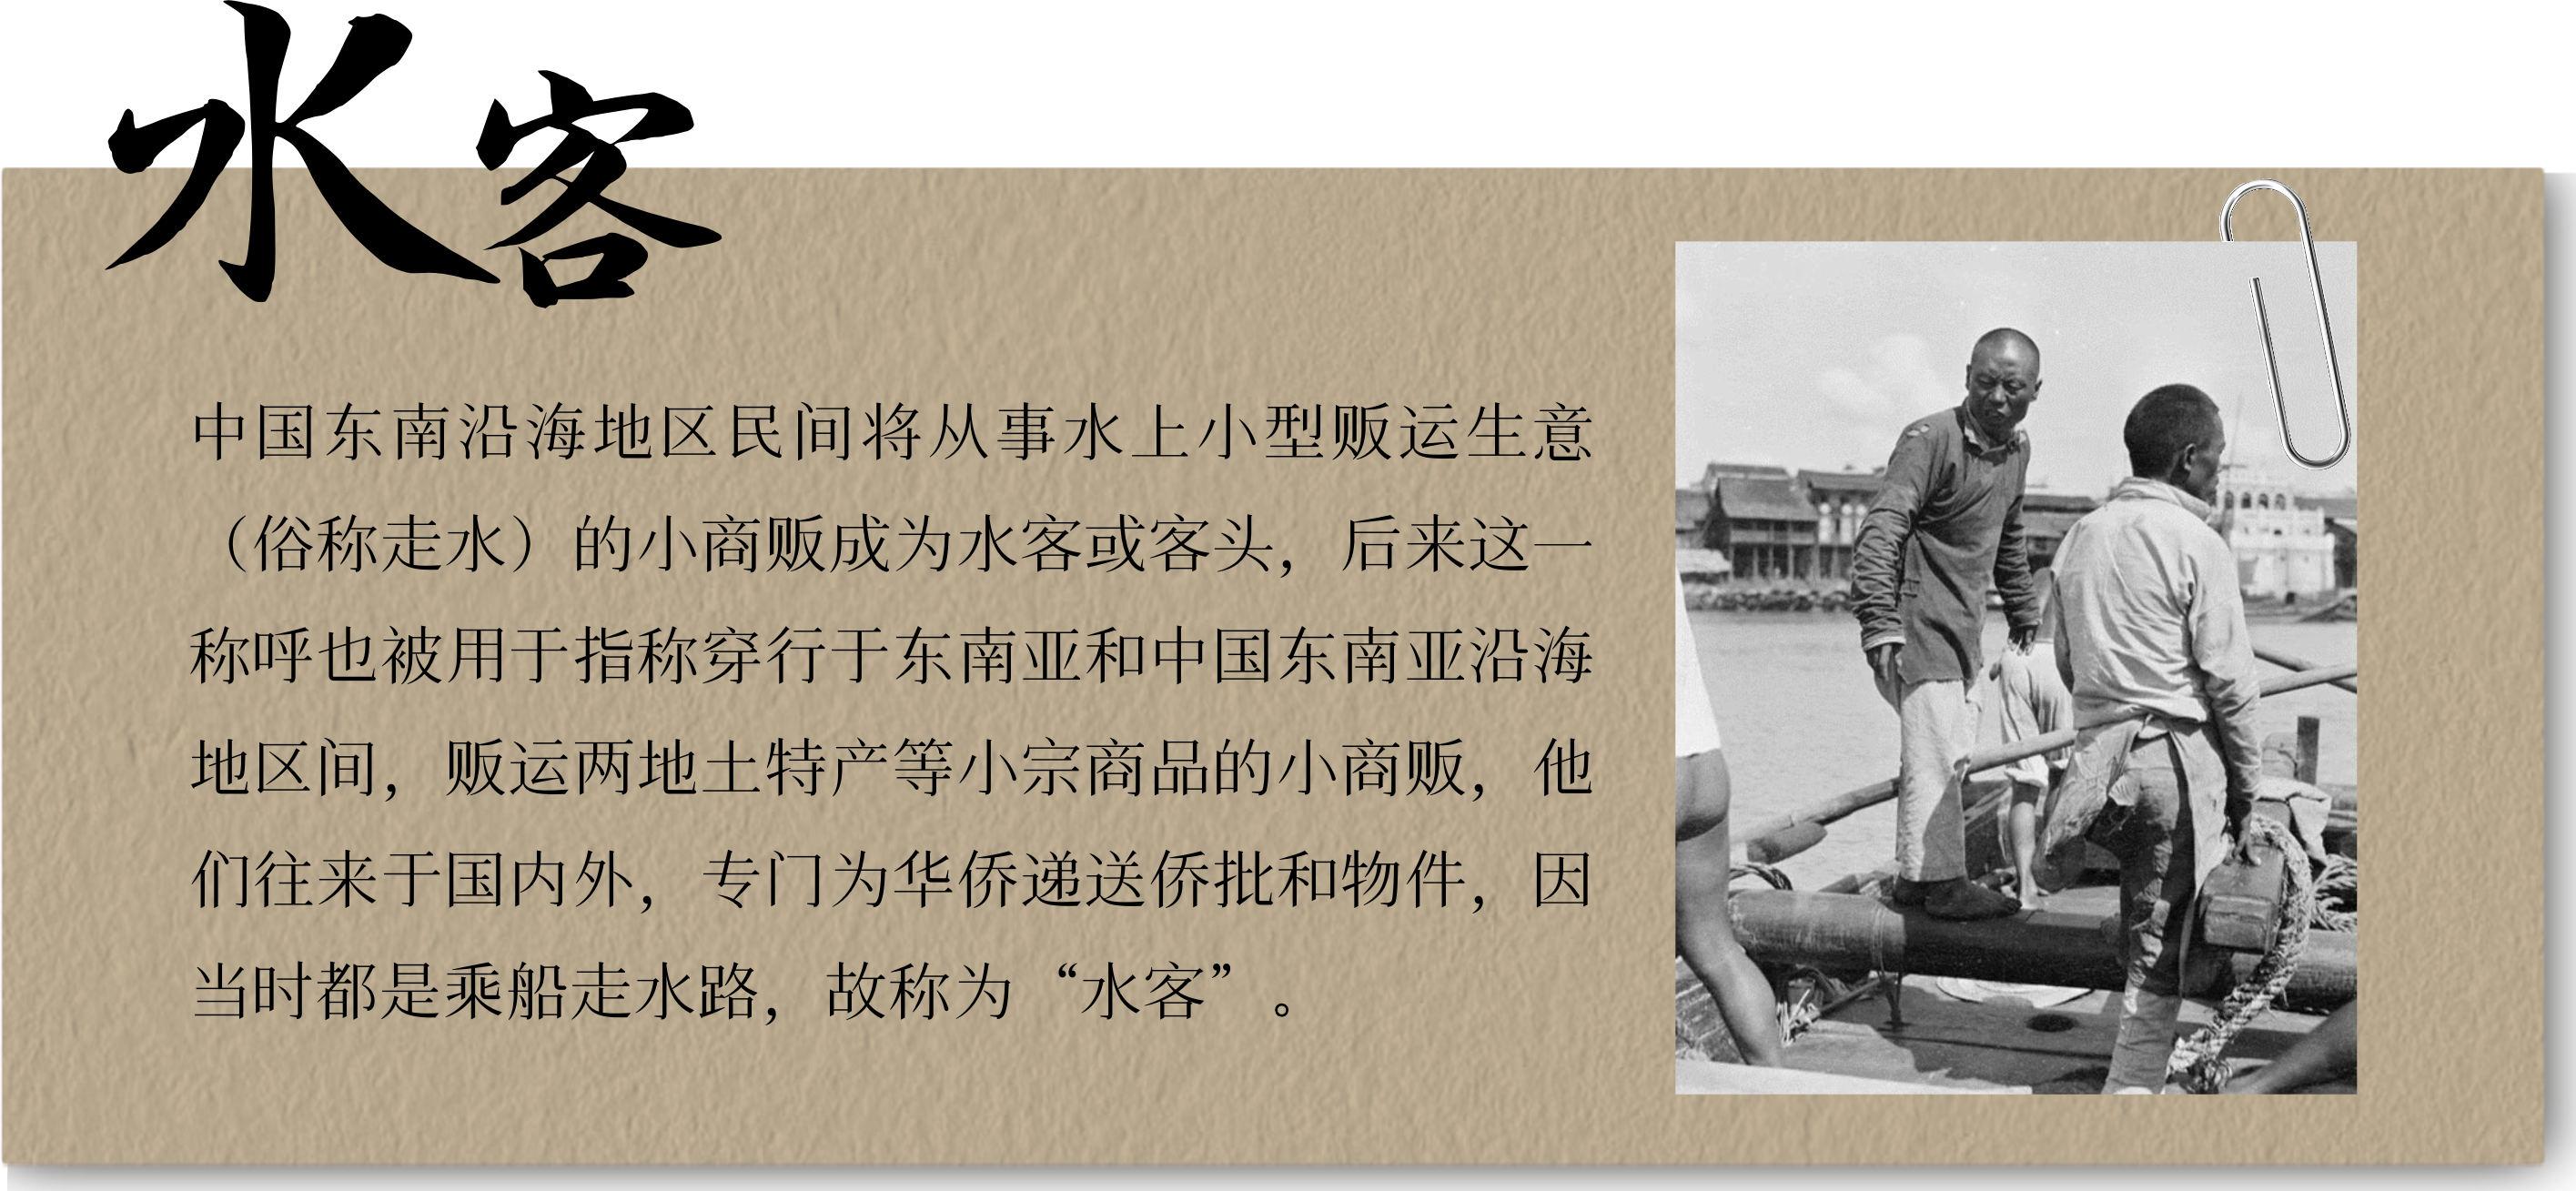 水客
中国东南沿海地区民间将从事水上小型贩运生意
（俗称走水）的小商贩成为水客或客头，后来这一
称呼也被用于指称穿行于东南亚和中国东南亚沿海
地区间，贩运两地土特产等小宗商品的小商贩，他
们往来于国内外，专门为华侨递送侨批和物件，因
当时都是乘船走水路，故称为“水客”。